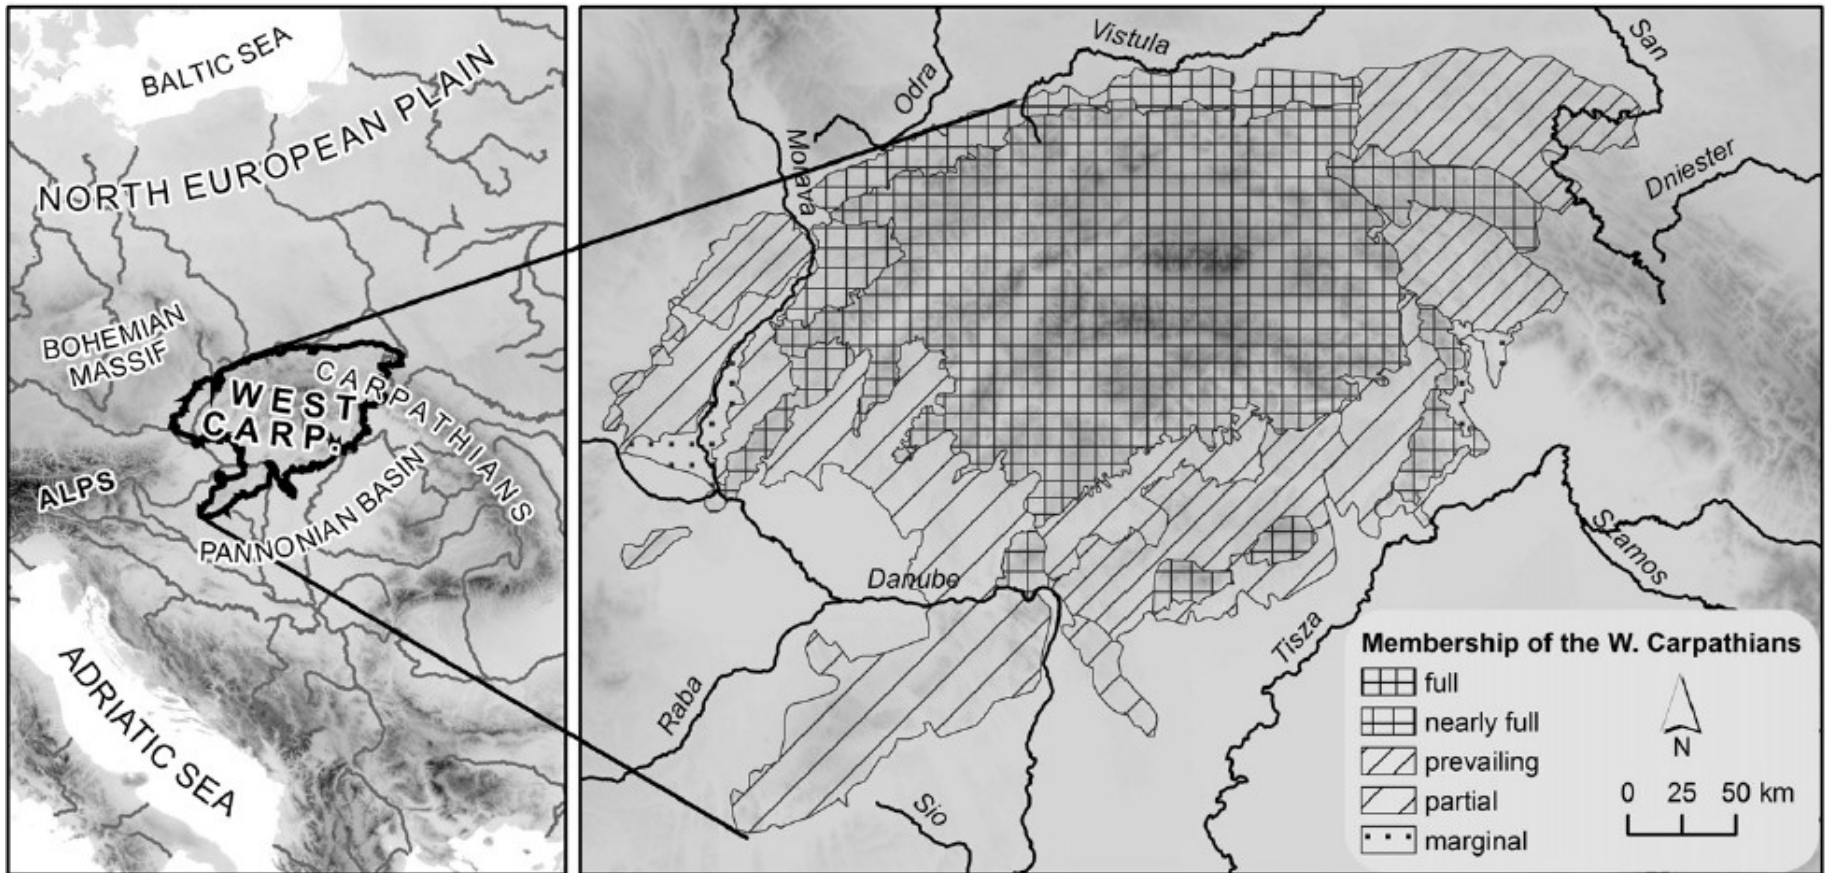 BALTIC SEA
NORTH EUROPEAN PLAIN
BOHEMIAN
MASSIF
WEST
CARP.
CARPATHIANS
ALPS
PANNONIAN BASIN
ADRIATIC SEA
Vistula
San
Odra
Morava
Dniester
Danube
Szamos
Tisza
Raba
Sio
Membership of the W. Carpathians
full
nearly full
prevailing
partial
marginal
N
0 25 50 km